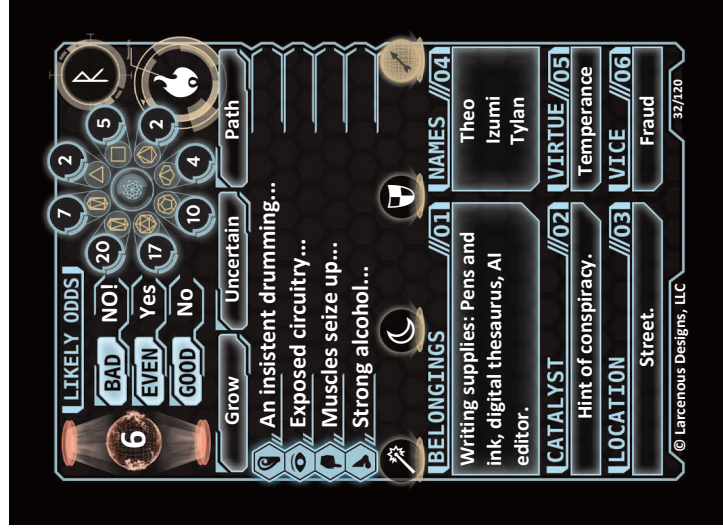 LIKELY ODDS
6
BAD NO!
EVEN Yes
GOOD No
20
7
2
5
2
4
10
17
ᚱ
Grow
Uncertain
Path
An insistent drumming...
Exposed circuitry...
Muscles seize up...
Strong alcohol...
BELONGINGS //01
Writing supplies: Pens and
ink, digital thesaurus, AI
editor.
NAMES //04
Theo
Izumi
Tylan
CATALYST //02
Hint of conspiracy.
VIRTUE //05
Temperance
LOCATION //03
Street.
VICE //06
Fraud
© Larcenous Designs, LLC
32/120